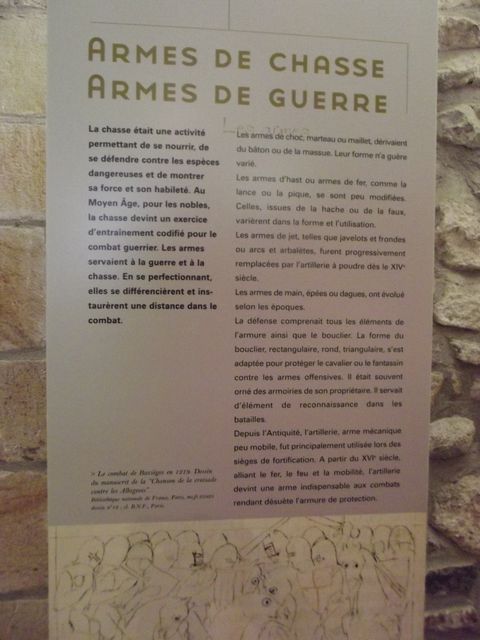 ARMES DE CHASSE
ARMES DE GUERRE
La chasse était une activité
permettant de se nourrir, de
se défendre contre les espèces
dangereuses et de montrer
sa force et son habileté. Au
Moyen Âge, pour les nobles,
la chasse devint un exercice
d'entrainement codifié pour le
combat guerrier. Les armes
servaient à la guerre et à la
chasse. En se perfectionnant,
elles se différencièrent et ins-
taurèrent une distance dans le
combat.
Les armes de choc, marteau ou maillet, dérivaient
du bâton ou de la massue. Leur forme n'a guère
varié.
Les armes d'hast ou armes de fer, comme la
lance ou la pique, se sont peu modifiées.
Celles, issues de la hache ou de la faux,
varièrent dans la forme et l'utilisation.
Les armes de jet, telles que javelots et frondes
ou arcs et arbalètes, furent progressivement
remplacées par l'artillerie à poudre dès le XIVe
siècle.
Les armes de main, épées ou dagues, ont évolué
selon les époques.
La défense comprenait tous les éléments de
l'armure ainsi que le bouclier. La forme du
bouclier, rectangulaire, rond, triangulaire, s'est
adaptée pour protéger le cavalier ou le fantassin
contre les armes offensives. Il était souvent
orné des armoiries de son propriétaire. Il servait
d'élément de reconnaissance dans les
batailles.
Depuis l'Antiquité, l'artillerie, arme mécanique
peu mobile, fut principalement utilisée lors des
sièges de fortification. A partir du XVIe siècle,
alliant le fer, le feu et la mobilité, l'artillerie
devint une arme indispensable aux combats
rendant désuète l'armure de protection.
> Le combat de Bazièges en 1219. Dessin
du manuscrit de la "Chanson de la croisade
contre les Albigeois".
Bibliothèque nationale de France, Paris,
dessin cl. B.N.F., Paris.